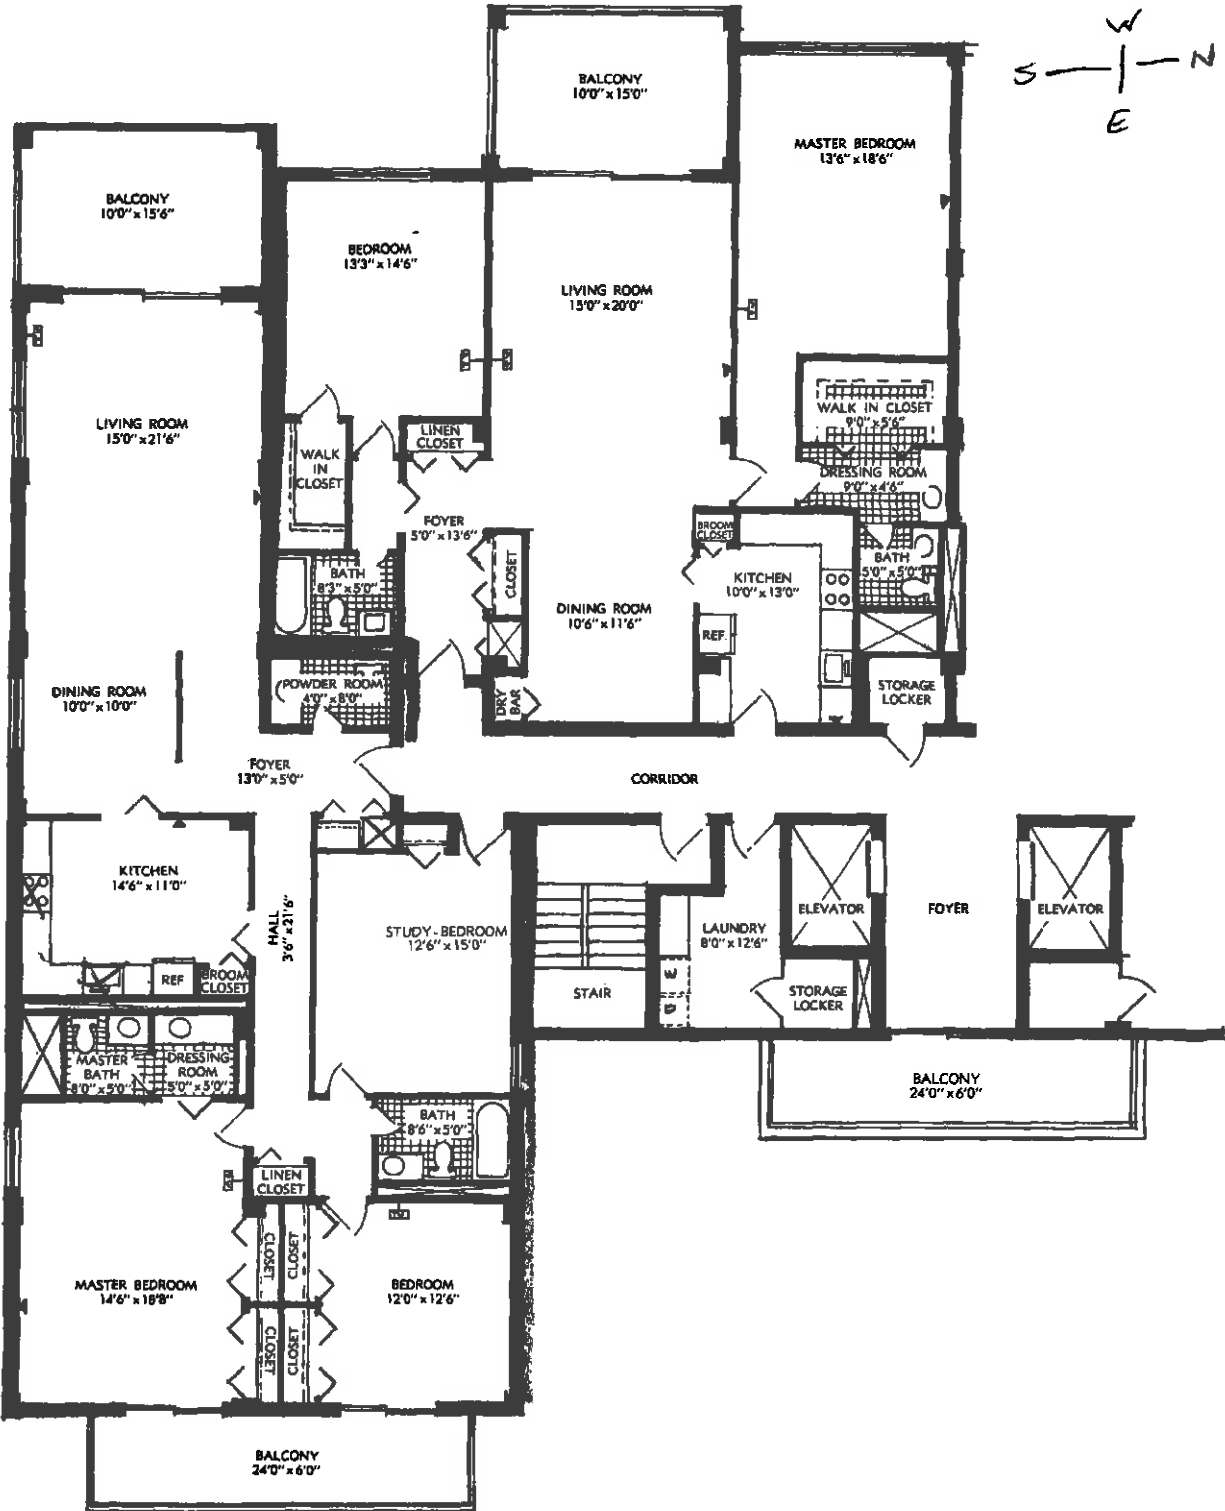 W
S
N
E
BALCONY
10'0" x 15'0"
MASTER BEDROOM
13'6" x 18'6"
BALCONY
10'0" x 15'6"
BEDROOM
13'3" x 14'6"
LIVING ROOM
15'0" x 20'0"
LIVING ROOM
15'0" x 21'6"
WALK IN CLOSET
9'0" x 5'6"
LINEN
CLOSET
WALK
IN
CLOSET
DRESSING ROOM
9'0" x 4'6"
FOYER
5'0" x 13'6"
BROOM
CLOSET
CLOSET
BATH
8'3" x 5'0"
KITCHEN
10'0" x 13'0"
BATH
5'0" x 5'0"
DINING ROOM
10'6" x 11'6"
REF.
POWDER ROOM
4'0" x 8'0"
DINING ROOM
10'0" x 10'0"
DRY
BAR
STORAGE
LOCKER
FOYER
13'0" x 5'0"
CORRIDOR
KITCHEN
14'6" x 11'0"
HALL
3'6" x 21'6"
STUDY-BEDROOM
12'6" x 15'0"
LAUNDRY
8'0" x 12'6"
ELEVATOR
FOYER
ELEVATOR
REF
BROOM
CLOSET
STAIR
W
D
STORAGE
LOCKER
MASTER
BATH
8'0" x 5'0"
DRESSING
ROOM
5'0" x 5'0"
BALCONY
24'0" x 6'0"
BATH
8'6" x 5'0"
LINEN
CLOSET
CLOSET
CLOSET
MASTER BEDROOM
14'6" x 18'8"
BEDROOM
12'0" x 12'6"
CLOSET
CLOSET
BALCONY
24'0" x 6'0"